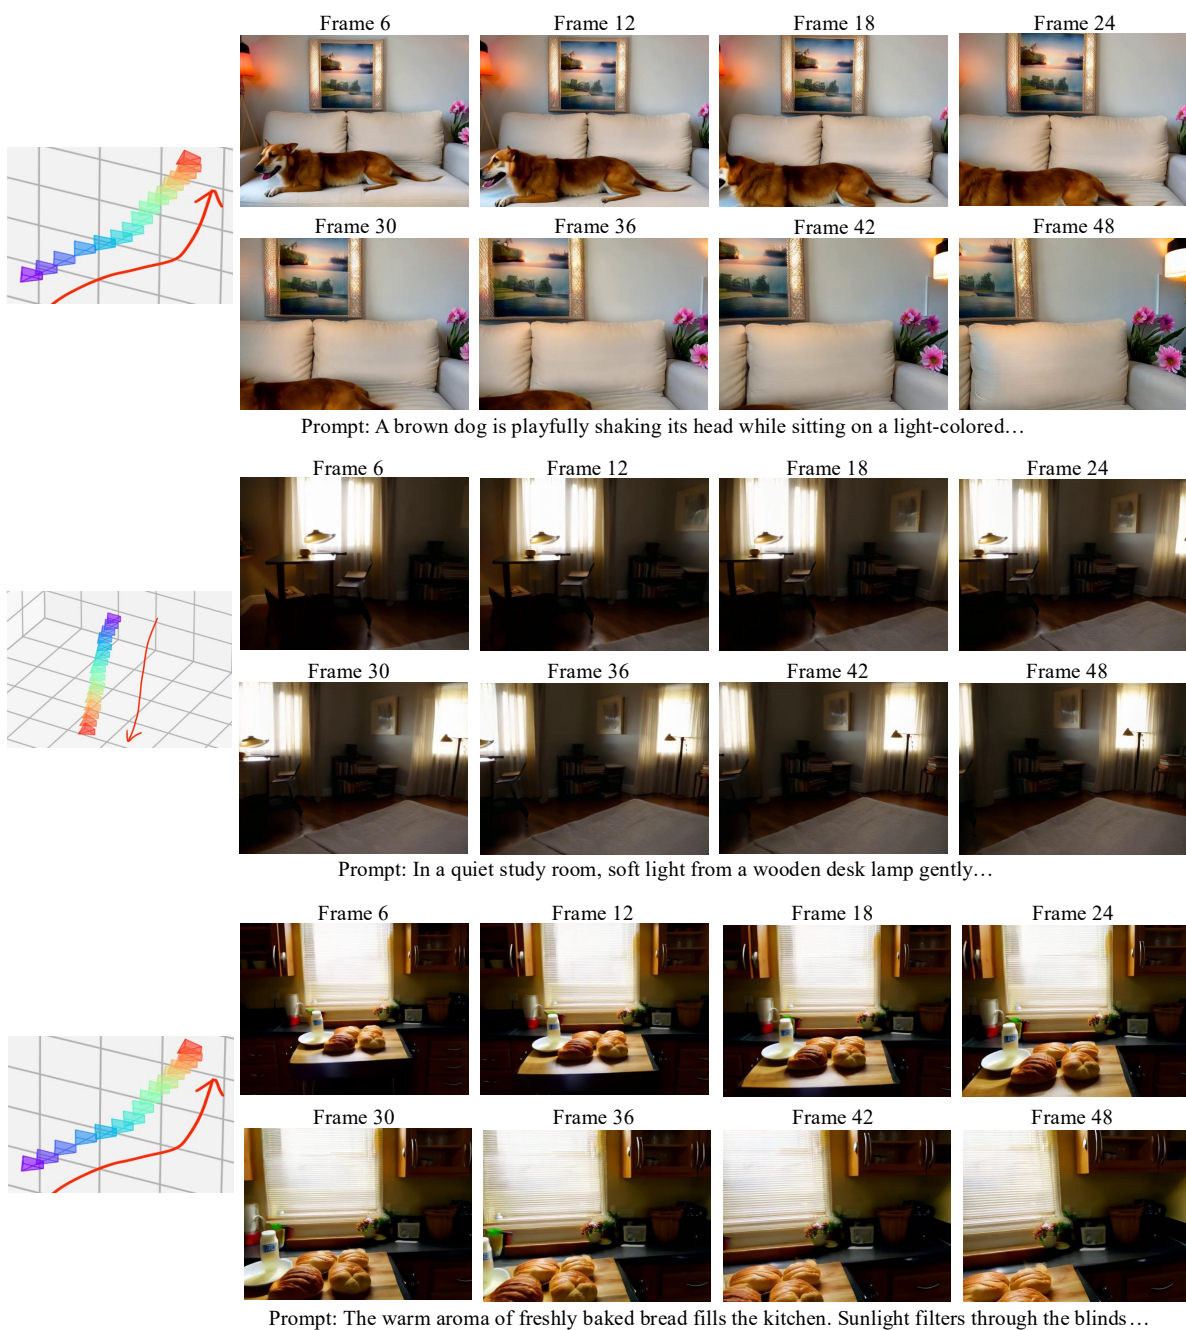 Frame 6 Frame 12 Frame 18 Frame 24
Frame 30 Frame 36 Frame 42 Frame 48
Prompt: A brown dog is playfully shaking its head while sitting on a light-colored…
Frame 6 Frame 12 Frame 18 Frame 24
Frame 30 Frame 36 Frame 42 Frame 48
Prompt: In a quiet study room, soft light from a wooden desk lamp gently…
Frame 6 Frame 12 Frame 18 Frame 24
Frame 30 Frame 36 Frame 42 Frame 48
Prompt: The warm aroma of freshly baked bread fills the kitchen. Sunlight filters through the blinds…